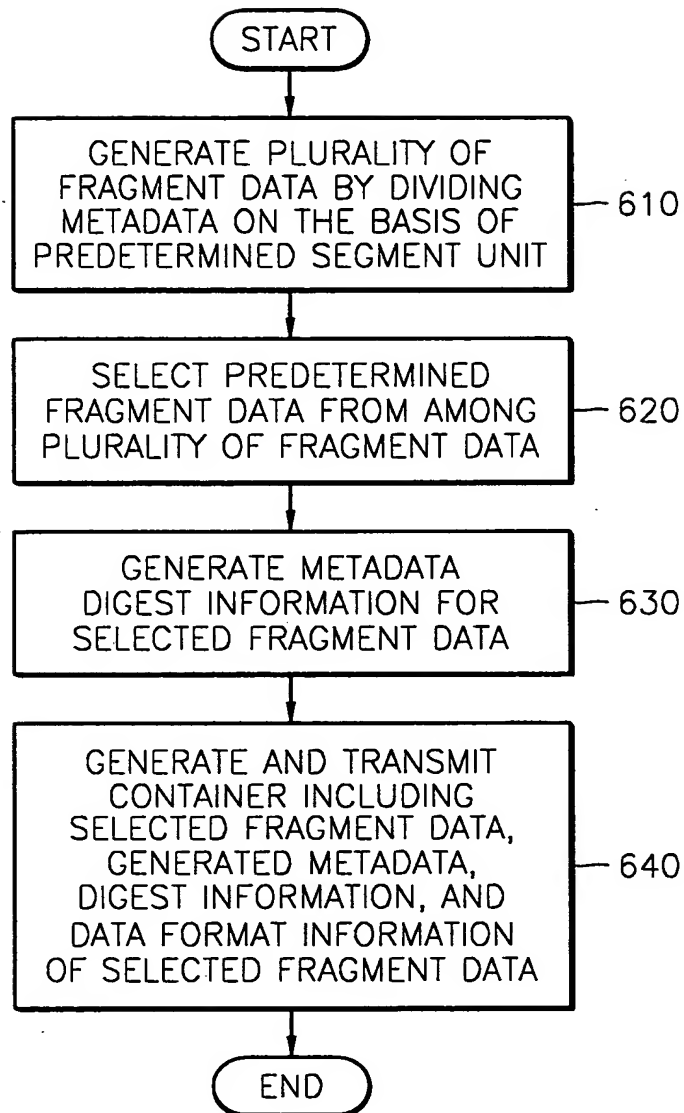 START
GENERATE PLURALITY OF
FRAGMENT DATA BY DIVIDING
METADATA ON THE BASIS OF
PREDETERMINED SEGMENT UNIT
610
SELECT PREDETERMINED
FRAGMENT DATA FROM AMONG
PLURALITY OF FRAGMENT DATA
620
GENERATE METADATA
DIGEST INFORMATION FOR
SELECTED FRAGMENT DATA
630
GENERATE AND TRANSMIT
CONTAINER INCLUDING
SELECTED FRAGMENT DATA,
GENERATED METADATA,
DIGEST INFORMATION, AND
DATA FORMAT INFORMATION
OF SELECTED FRAGMENT DATA
640
END